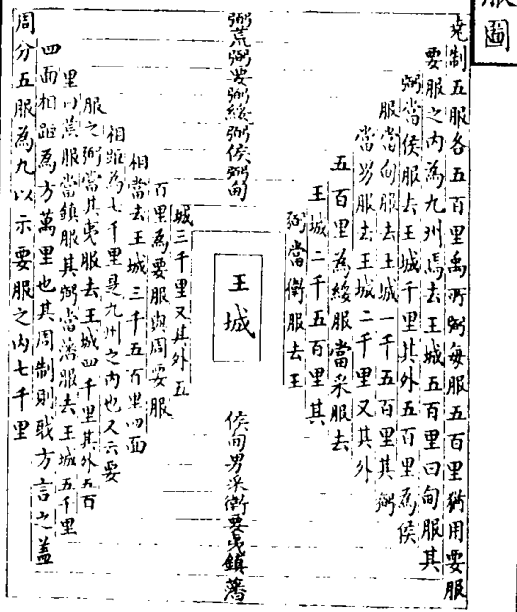 服圖
堯制五服各五百里禹所弼每服五百里猶用要服
要服之内為九州焉去王城五百里曰甸服其
弼當侯服去王城千里其外五百里為侯
服當甸服去王城一千五百里其弼
當男服去王城二千里又其外
五百里為綏服當采服去
王城二千五百里其
弼當衛服去王
弼荒弼要弼綏弼侯弼甸
王城
侯甸男采衛要夷鎮藩
城三千里又其外五
百里為要服與周要服
相當去王城三千五百里四面
相距為七千里是九州之内也又云要
服之弼當其夷服去王城四千里其外五百
里曰荒服當鎮服其弼當藩服去王城五千里
四面相距為方萬里也其周制則職方言之蓋
周分五服為九以示要服之内七千里